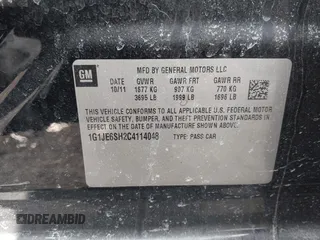 GM
MFD BY GENERAL MOTORS LLC
DATE GVWR GAWR FRT GAWR RR
10/11 1677 KG 907 KG 770 KG
3695 LB 1999 LB 1698 LB
THIS VEHICLE CONFORMS TO ALL APPLICABLE U.S. FEDERAL MOTOR
VEHICLE SAFETY, BUMPER, AND THEFT PREVENTION STANDARDS IN
EFFECT ON THE DATE OF MANUFACTURE SHOWN ABOVE.
1G1JE6SH2C4114048 TYPE: PASS CAR
DREAMBID